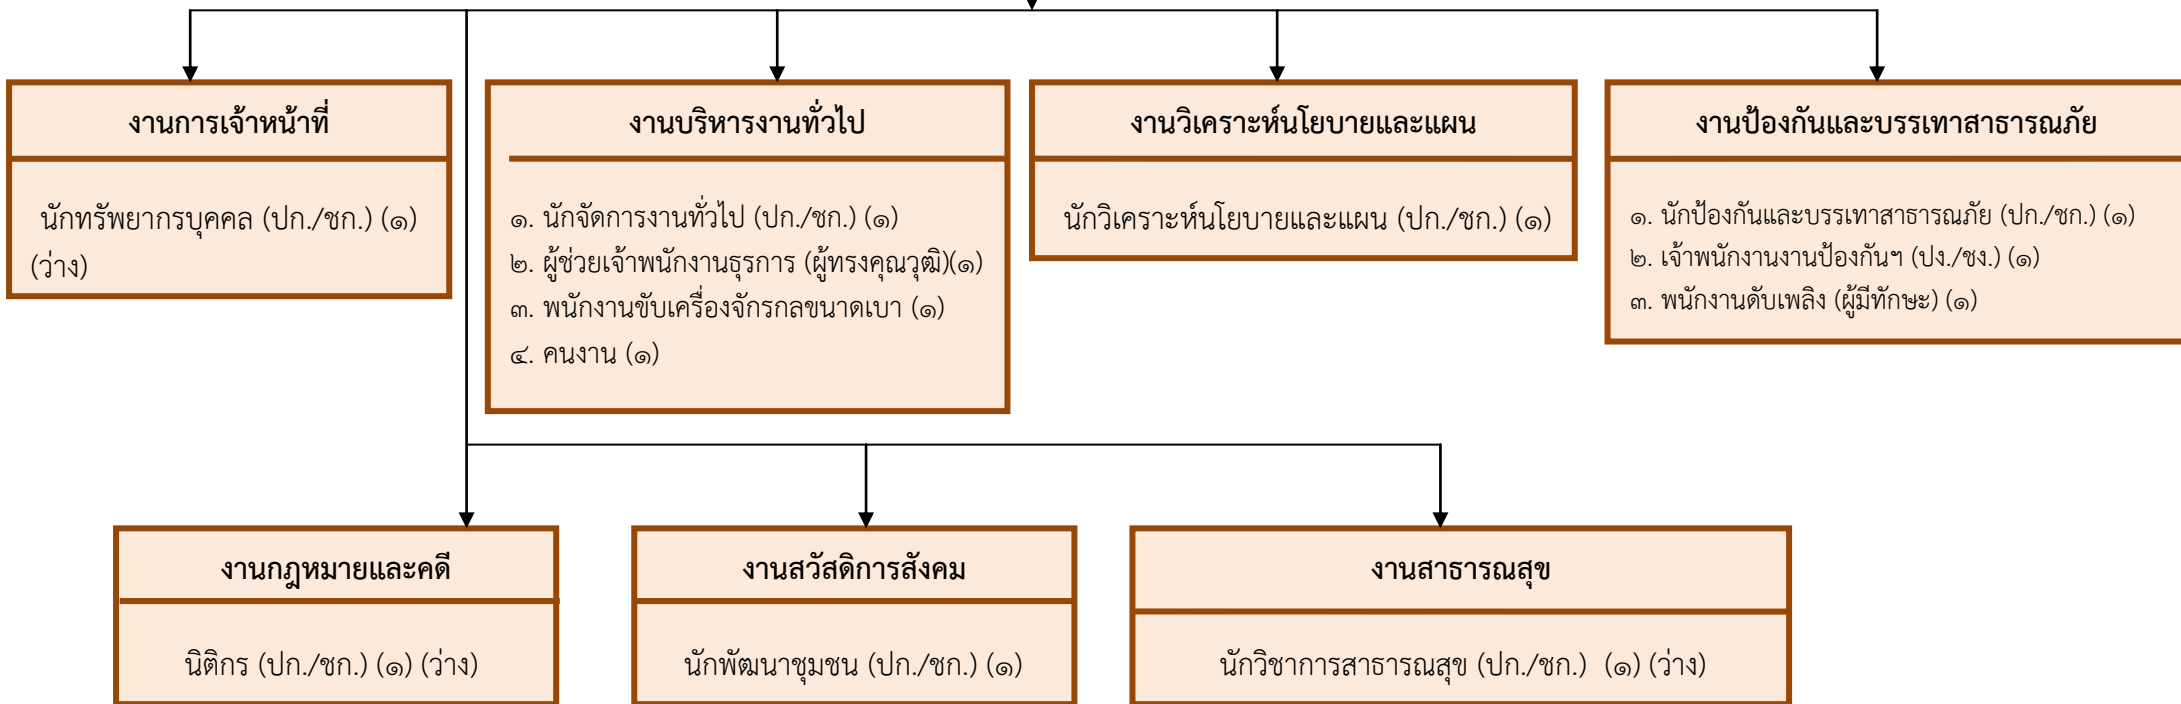 งานการเจ้าหน้าที่
นักทรัพยากรบุคคล (ปก./ชก.) (๑)
(ว่าง)
งานบริหารงานทั่วไป
๑. นักจัดการงานทั่วไป (ปก./ชก.) (๑)
๒. ผู้ช่วยเจ้าพนักงานธุรการ (ผู้ทรงคุณวุฒิ)(๑)
๓. พนักงานขับเครื่องจักรกลขนาดเบา (๑)
๔. คนงาน (๑)
งานวิเคราะห์นโยบายและแผน
นักวิเคราะห์นโยบายและแผน (ปก./ชก.) (๑)
งานป้องกันและบรรเทาสาธารณภัย
๑. นักป้องกันและบรรเทาสาธารณภัย (ปก./ชก.) (๑)
๒. เจ้าพนักงานงานป้องกันฯ (ปง./ชง.) (๑)
๓. พนักงานดับเพลิง (ผู้มีทักษะ) (๑)
งานกฎหมายและคดี
นิติกร (ปก./ชก.) (๑) (ว่าง)
งานสวัสดิการสังคม
นักพัฒนาชุมชน (ปก./ชก.) (๑)
งานสาธารณสุข
นักวิชาการสาธารณสุข (ปก./ชก.) (๑) (ว่าง)